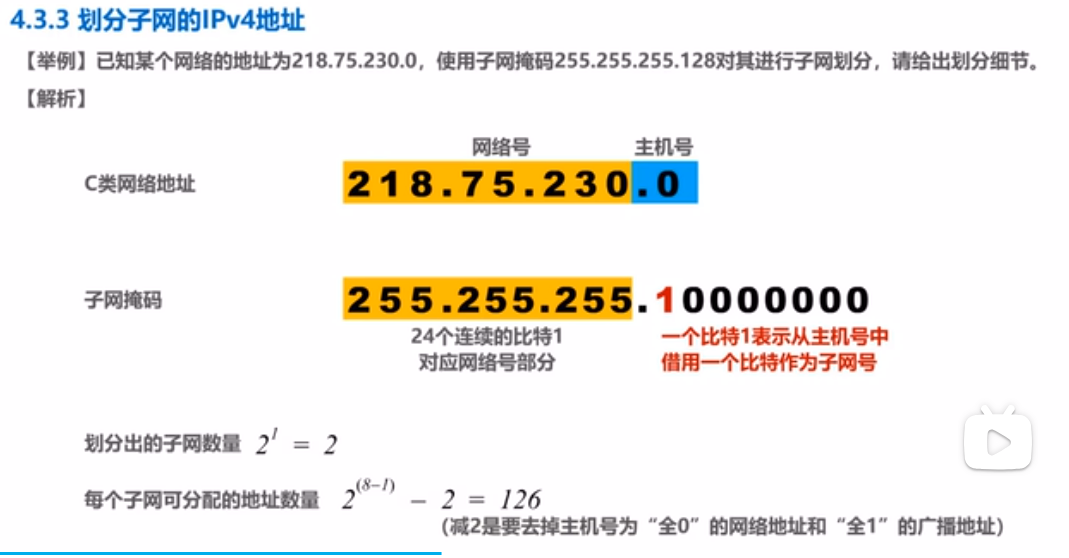 4.3.3 划分子网的IPv4地址
【举例】已知某个网络的地址为218.75.230.0，使用子网掩码255.255.255.128对其进行子网划分，请给出划分细节。
【解析】
网络号 主机号
C类网络地址 218.75.230.0
子网掩码 255.255.255.10000000
24个连续的比特1 一个比特1表示从主机号中
对应网络号部分 借用一个比特作为子网号
划分出的子网数量 2^1 = 2
每个子网可分配的地址数量 2^(8-1) - 2 = 126
(减2是要去掉主机号为“全0”的网络地址和“全1”的广播地址)